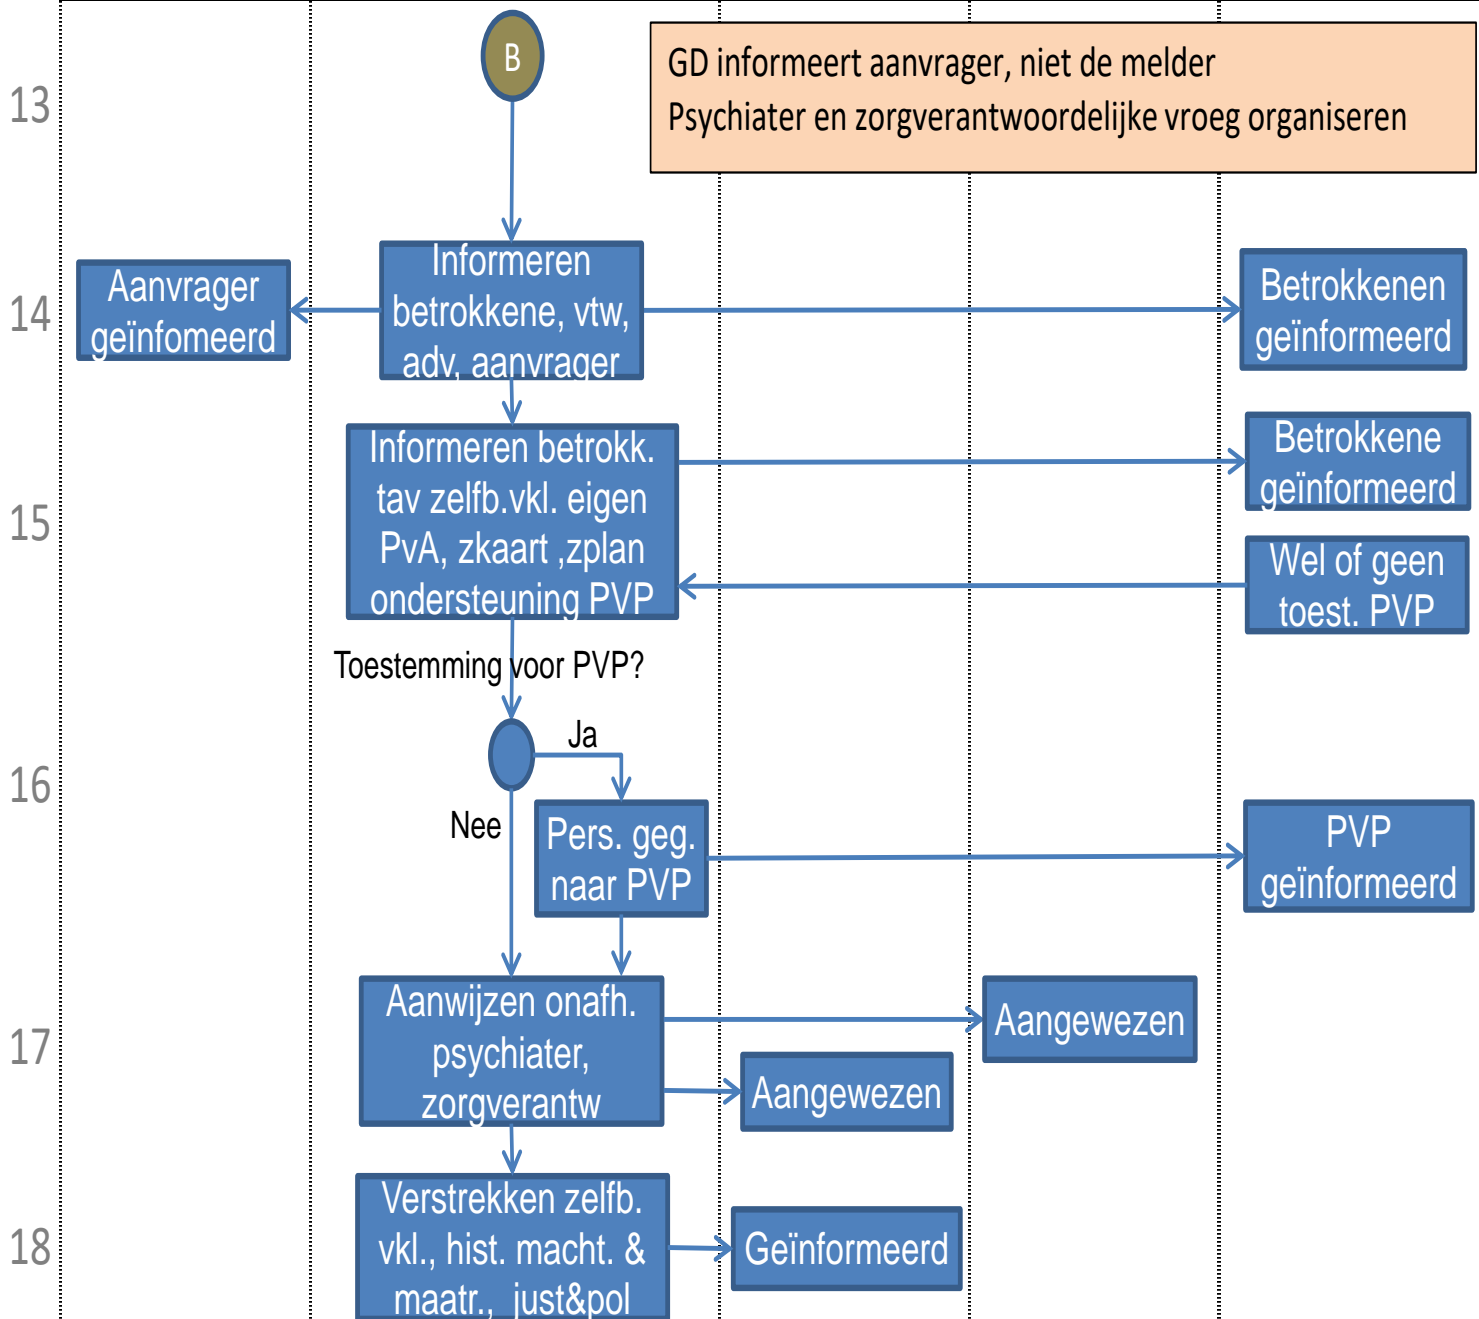 B
GD informeert aanvrager, niet de melder
Psychiater en zorgverantwoordelijke vroeg organiseren
13
14
Aanvrager
geïnfomeerd
Informeren
betrokkene, vtw,
adv, aanvrager
Betrokkenen
geïnformeerd
15
Informeren betrokk.
tav zelfb.vkl. eigen
PvA, zkaart ,zplan
ondersteuning PVP
Betrokkene
geïnformeerd
Wel of geen
toest. PVP
Toestemming voor PVP?
16
Ja
Nee
Pers. geg.
naar PVP
PVP
geïnformeerd
17
Aanwijzen onafh.
psychiater,
zorgverantw
Aangewezen
Aangewezen
18
Verstrekken zelfb.
vkl., hist. macht. &
maatr., just&pol
Geïnformeerd